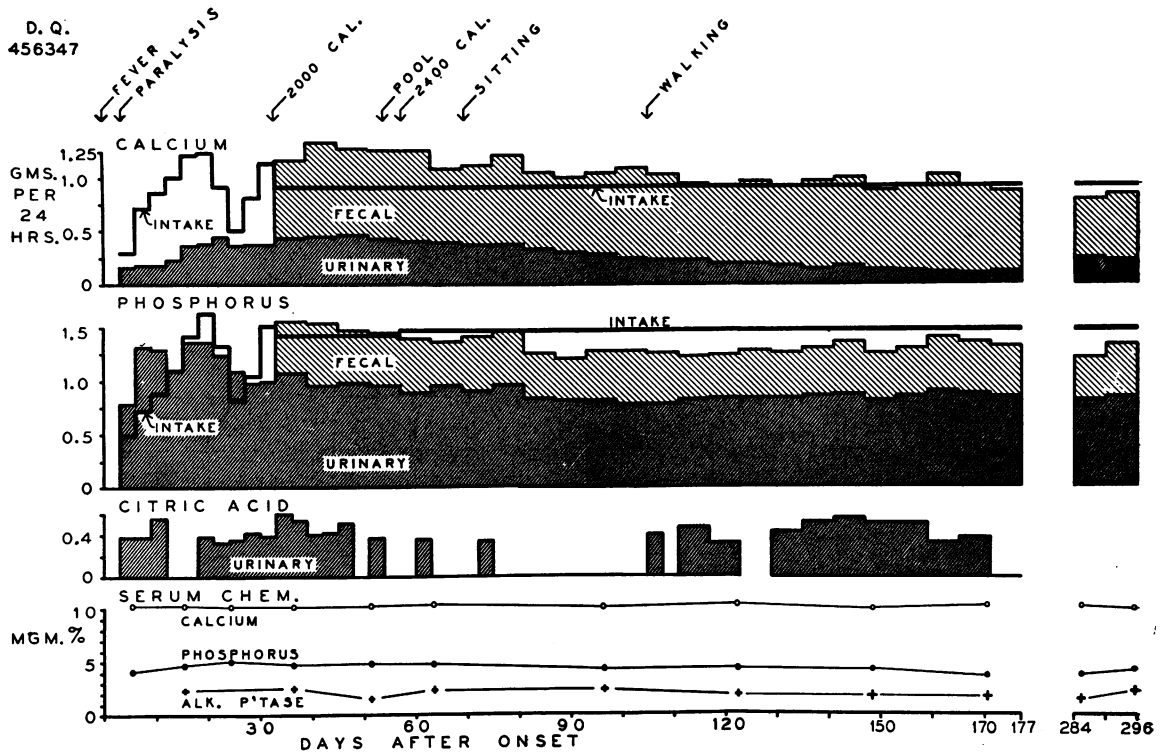 D. Q.
456347
FEVER
PARALYSIS
2000 CAL.
POOL
2400 CAL.
SITTING
WALKING
CALCIUM
GMS.
PER
24
HRS.
1.25
1.0
0.5
0
INTAKE
FECAL
INTAKE
URINARY
PHOSPHORUS
1.5
1.0
0.5
0
INTAKE
FECAL
INTAKE
URINARY
CITRIC ACID
0.4
0
URINARY
SERUM CHEM.
MGM.%
10
5
0
CALCIUM
PHOSPHORUS
ALK. P'TASE
30 60 90 120 150 170 177 284 296
DAYS AFTER ONSET